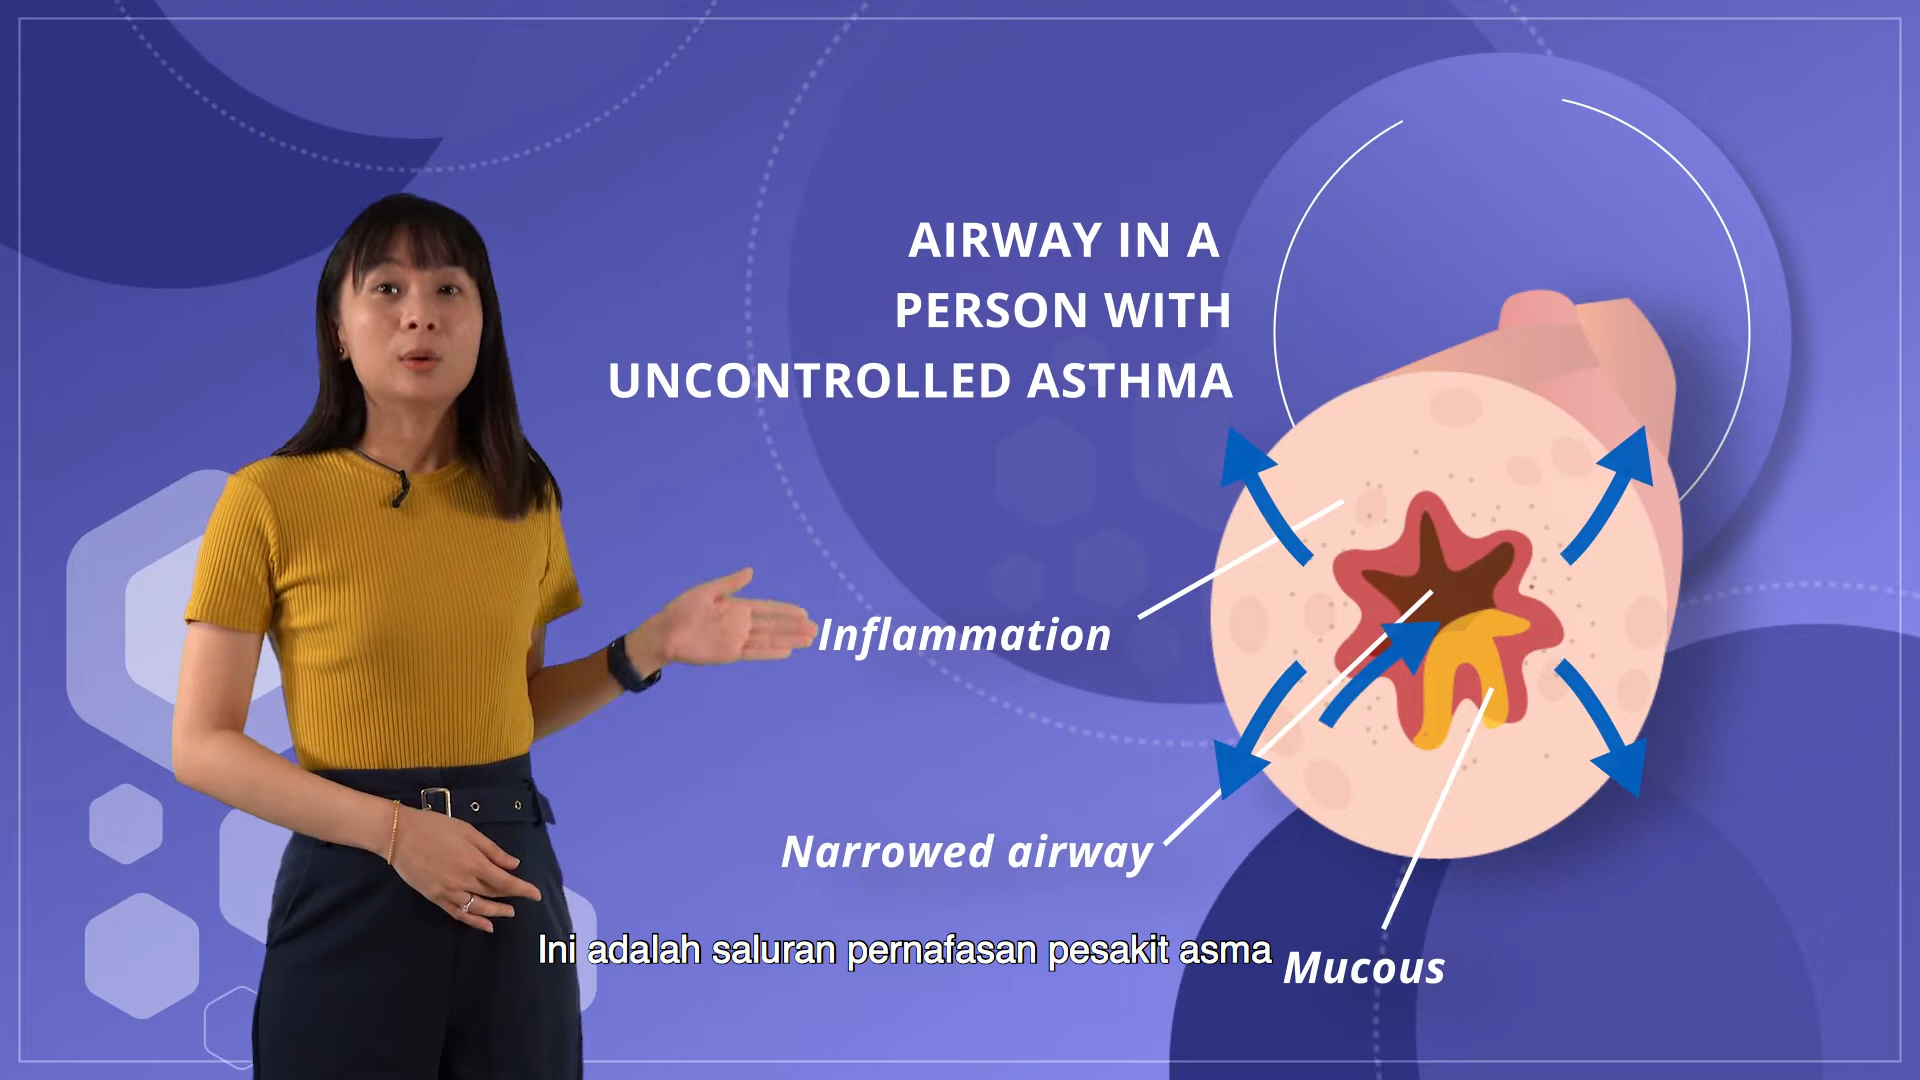 AIRWAY IN A
PERSON WITH
UNCONTROLLED ASTHMA
Inflammation
Narrowed airway
Ini adalah saluran pernafasan pesakit asma
Mucous